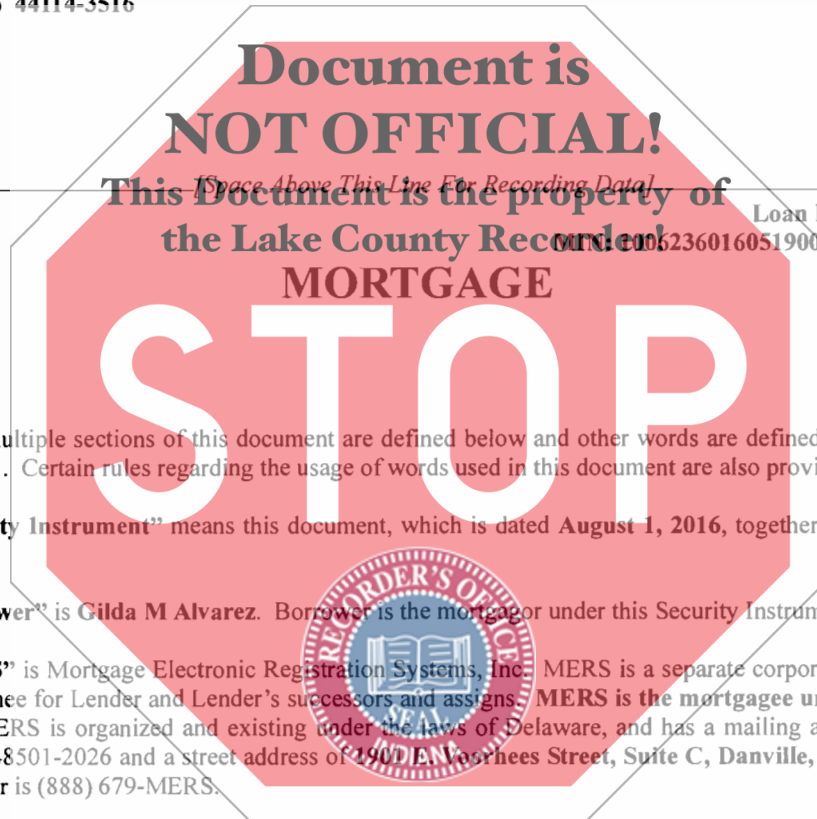 44114-3516
Document is
NOT OFFICIAL!
[Space Above This Line For Recording Data]
This Document is the property of
Loan
the Lake County Recorder!
MIN: 1006236016051900
MORTGAGE
STOP
ultiple sections of this document are defined below and other words are defined
. Certain rules regarding the usage of words used in this document are also provi
ty Instrument” means this document, which is dated August 1, 2016, together
wer” is Gilda M Alvarez. Borrower is the mortgagor under this Security Instrum
S” is Mortgage Electronic Registration Systems, Inc. MERS is a separate corpor
nee for Lender and Lender’s successors and assigns. MERS is the mortgagee u
ERS is organized and existing under the laws of Delaware, and has a mailing a
8501-2026 and a street address of 1901 E. Voorhees Street, Suite C, Danville,
r is (888) 679-MERS.
RECORDER'S OFFICE
SEAL
INDIANA